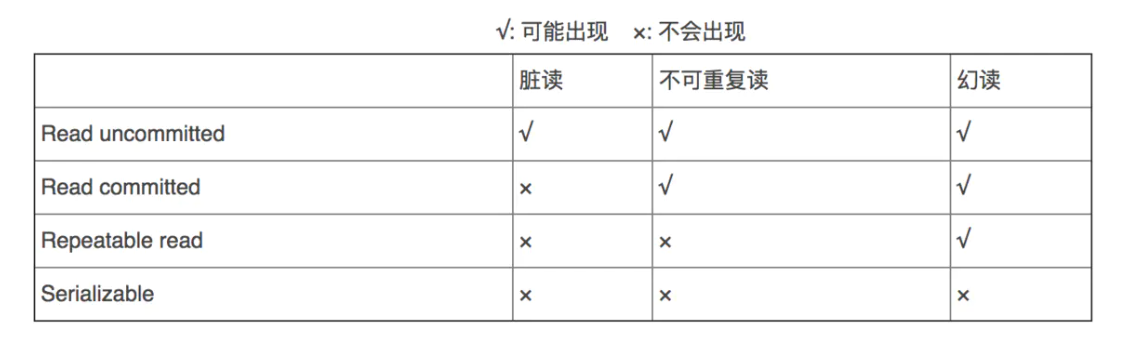 √: 可能出现 ×: 不会出现
脏读 不可重复读 幻读
Read uncommitted √ √ √
Read committed × √ √
Repeatable read × × √
Serializable × × ×